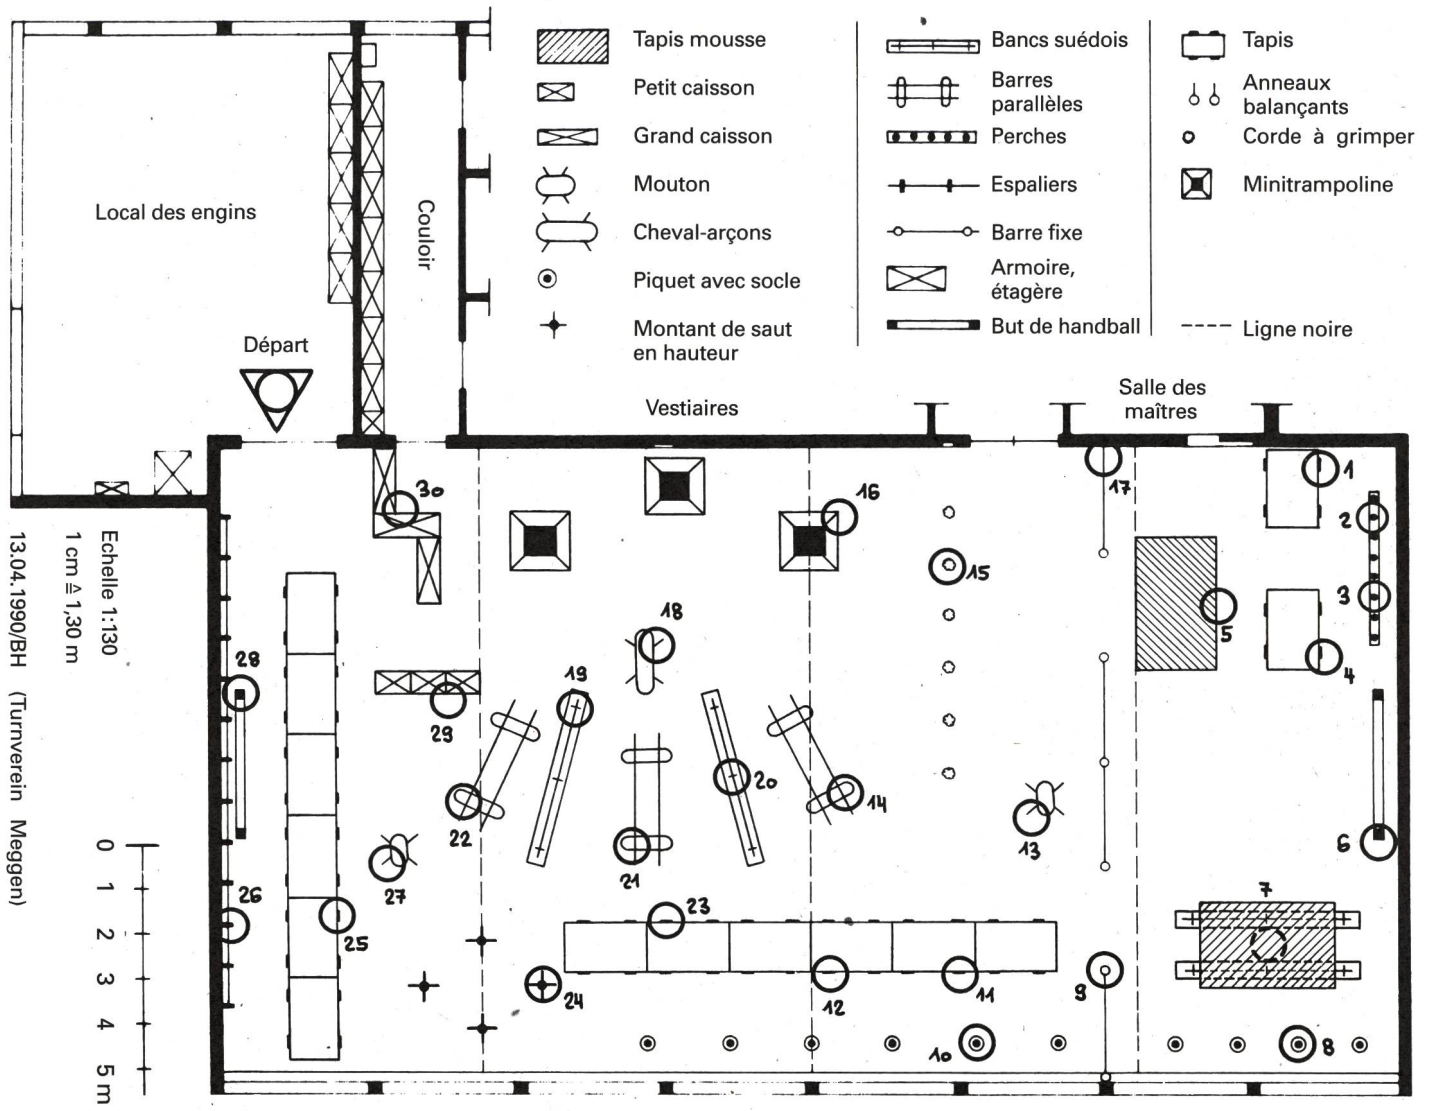 Tapis mousse
Petit caisson
Grand caisson
Mouton
Cheval-arçons
Piquet avec socle
Montant de saut
en hauteur
Bancs suédois
Barres
parallèles
Perches
Espaliers
Barre fixe
Armoire,
étagère
But de handball
Tapis
Anneaux
balançants
Corde à grimper
Minitrampoline
Ligne noire
Local des engins
Couloir
Départ
Vestiaires
Salle des
maîtres
Echelle 1:130
1 cm ≙ 1,30 m
13.04.1990/BH (Turnverein Meggen)
0
1
2
3
4
5 m
30
16
17
1
2
15
3
5
4
18
28
19
29
20
14
22
13
6
21
27
26
7
23
25
24
12
11
9
10
8